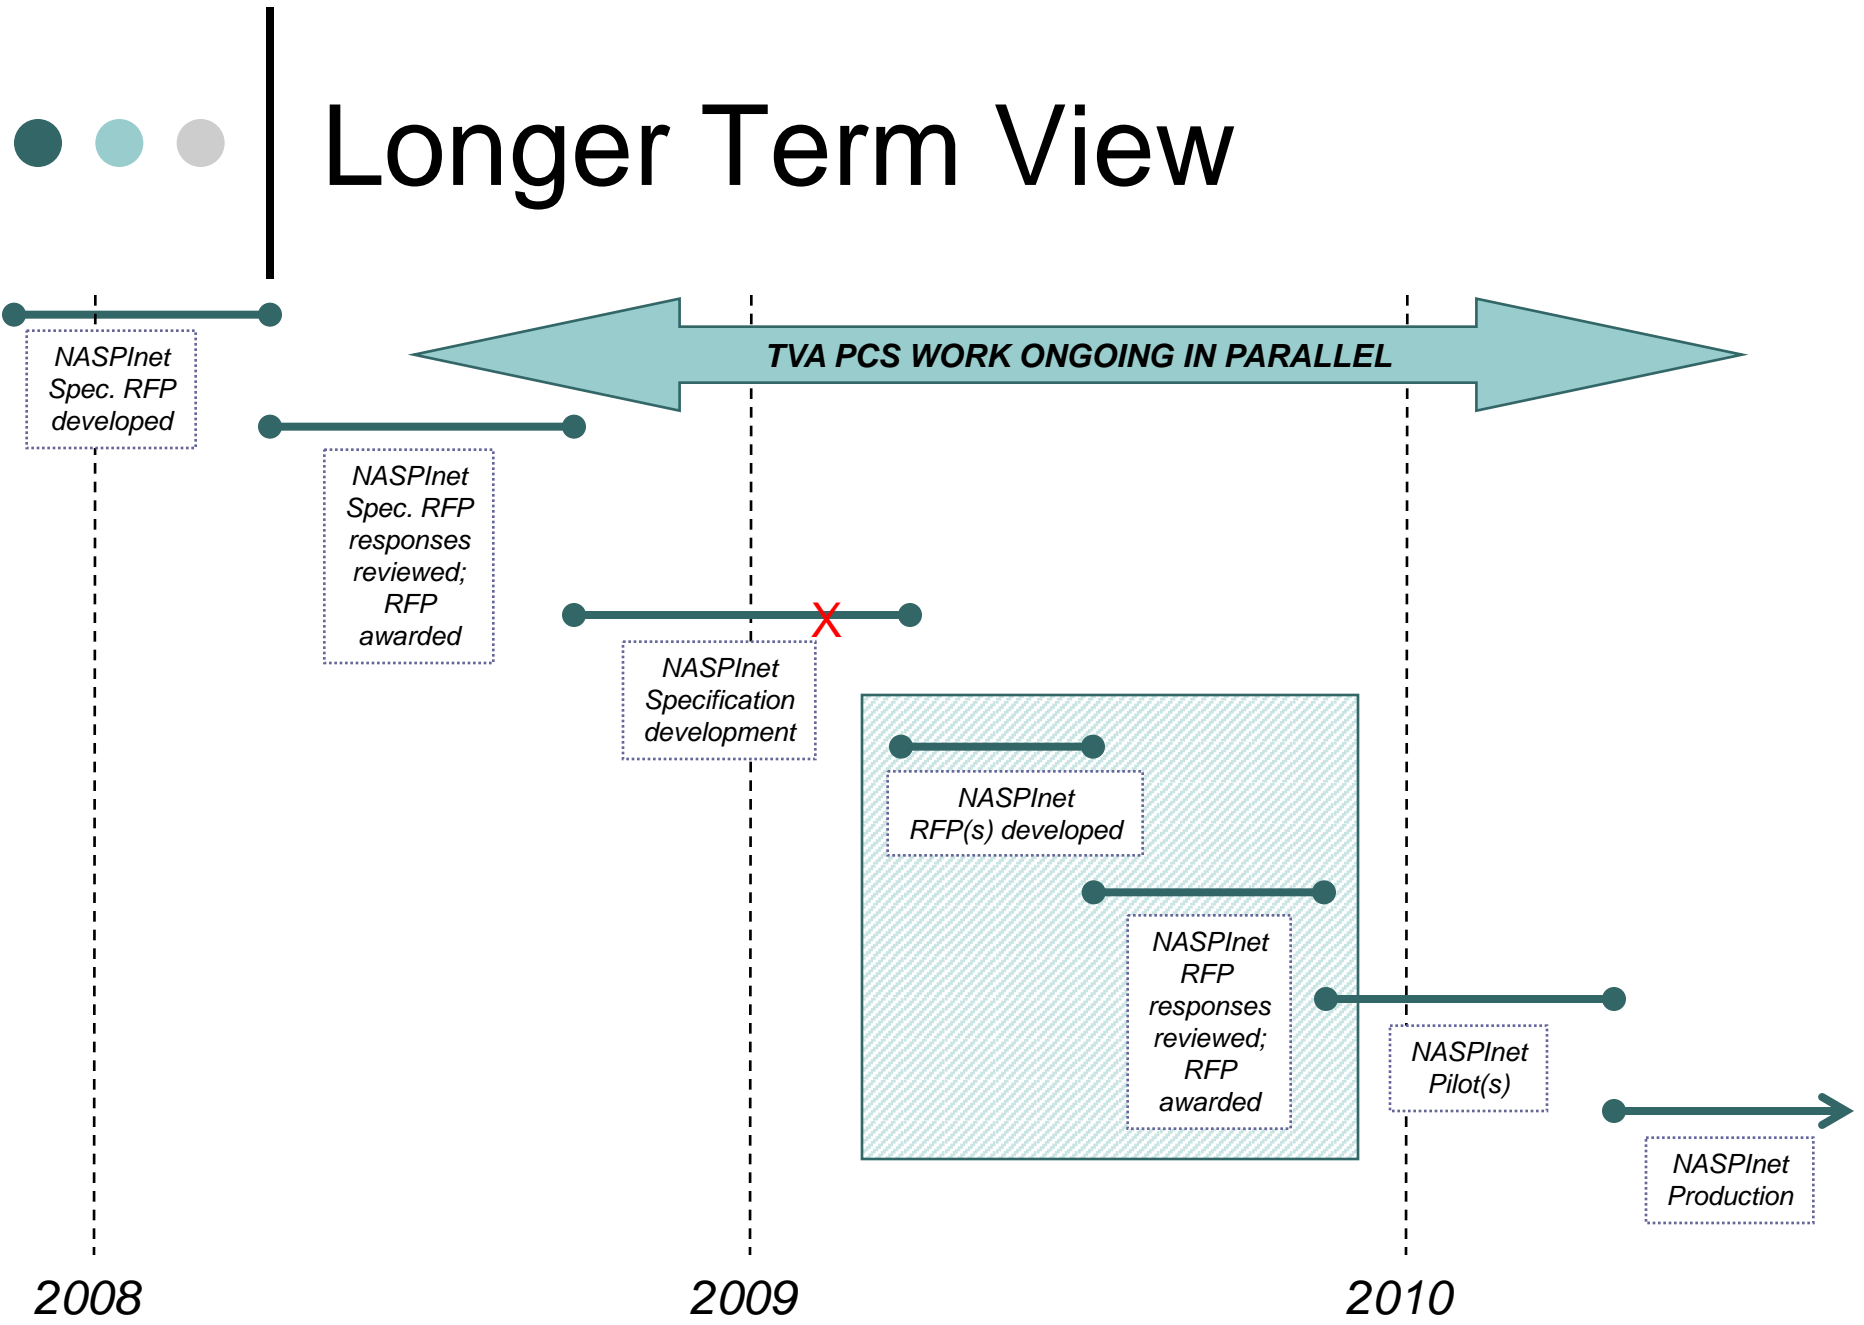 Longer Term View
NASPInet
Spec. RFP
developed
TVA PCS WORK ONGOING IN PARALLEL
NASPInet
Spec. RFP
responses
reviewed;
RFP
awarded
X
NASPInet
Specification
development
NASPInet
RFP(s) developed
NASPInet
RFP
responses
reviewed;
RFP
awarded
NASPInet
Pilot(s)
NASPInet
Production
2008
2009
2010